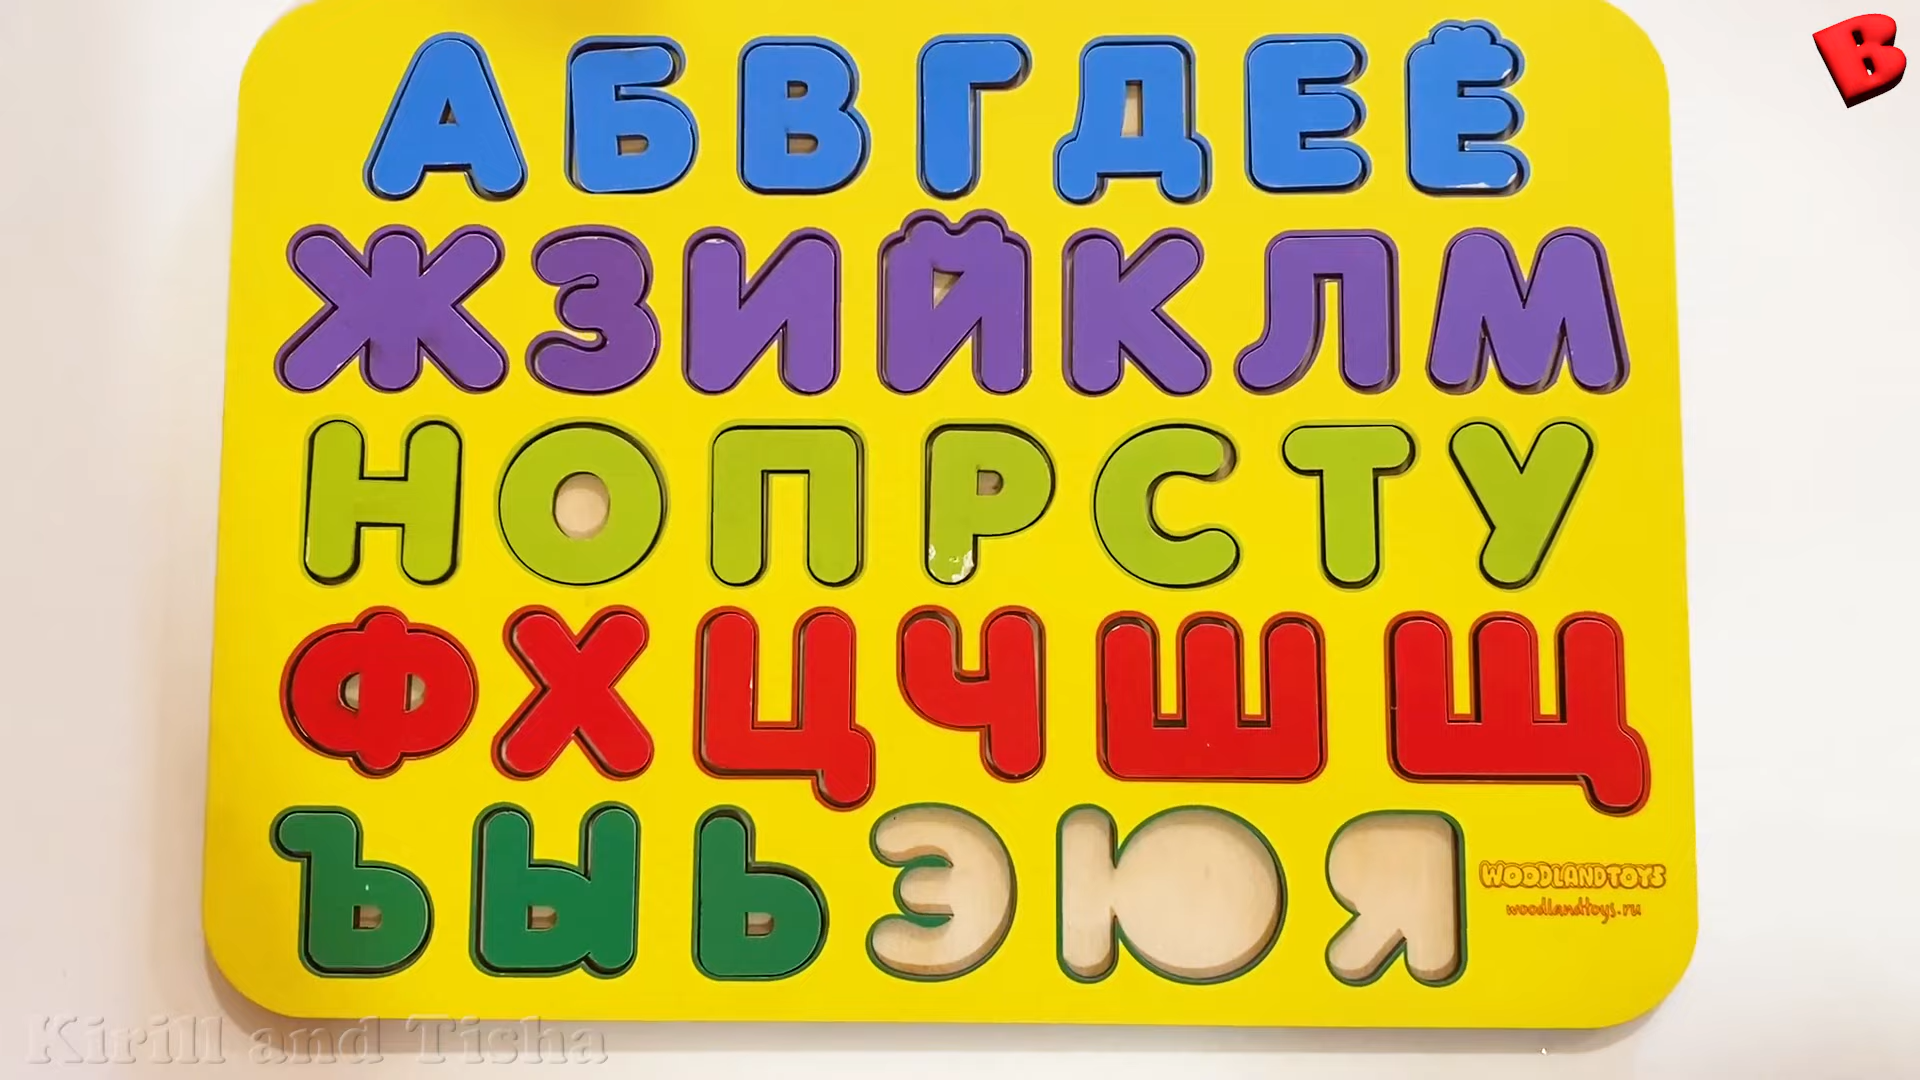 В
АБВГДЕЁ
ЖЗИЙКЛМ
НОПРСТУ
ФХЦЧШЩ
ЪЫЬЭЮЯ
WOODLANDTOYS
woodlandtoys.ru
Kirill and Tisha